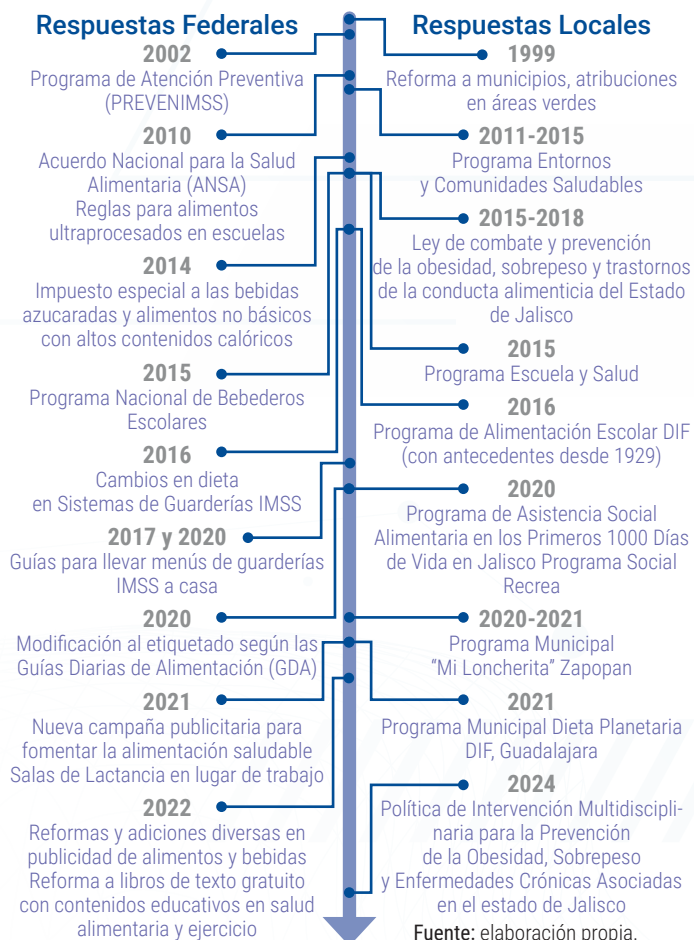 Respuestas Federales
2002
Programa de Atención Preventiva
(PREVENIMSS)
2010
Acuerdo Nacional para la Salud
Alimentaria (ANSA)
Reglas para alimentos
ultraprocesados en escuelas
2014
Impuesto especial a las bebidas
azucaradas y alimentos no básicos
con altos contenidos calóricos
2015
Programa Nacional de Bebederos
Escolares
2016
Cambios en dieta
en Sistemas de Guarderías IMSS
2017 y 2020
Guías para llevar menús de guarderías
IMSS a casa
2020
Modificación al etiquetado según las
Guías Diarias de Alimentación (GDA)
2021
Nueva campaña publicitaria para
fomentar la alimentación saludable
Salas de Lactancia en lugar de trabajo
2022
Reformas y adiciones diversas en
publicidad de alimentos y bebidas
Reforma a libros de texto gratuito
con contenidos educativos en salud
alimentaria y ejercicio
Respuestas Locales
1999
Reforma a municipios, atribuciones
en áreas verdes
2011-2015
Programa Entornos
y Comunidades Saludables
2015-2018
Ley de combate y prevención
de la obesidad, sobrepeso y trastornos
de la conducta alimenticia del Estado
de Jalisco
2015
Programa Escuela y Salud
2016
Programa de Alimentación Escolar DIF
(con antecedentes desde 1929)
2020
Programa de Asistencia Social
Alimentaria en los Primeros 1000 Días
de Vida en Jalisco Programa Social
Recrea
2020-2021
Programa Municipal
“Mi Loncherita” Zapopan
2021
Programa Municipal Dieta Planetaria
DIF, Guadalajara
2024
Política de Intervención Multidiscipli-
naria para la Prevención
de la Obesidad, Sobrepeso
y Enfermedades Crónicas Asociadas
en el estado de Jalisco
Fuente: elaboración propia.